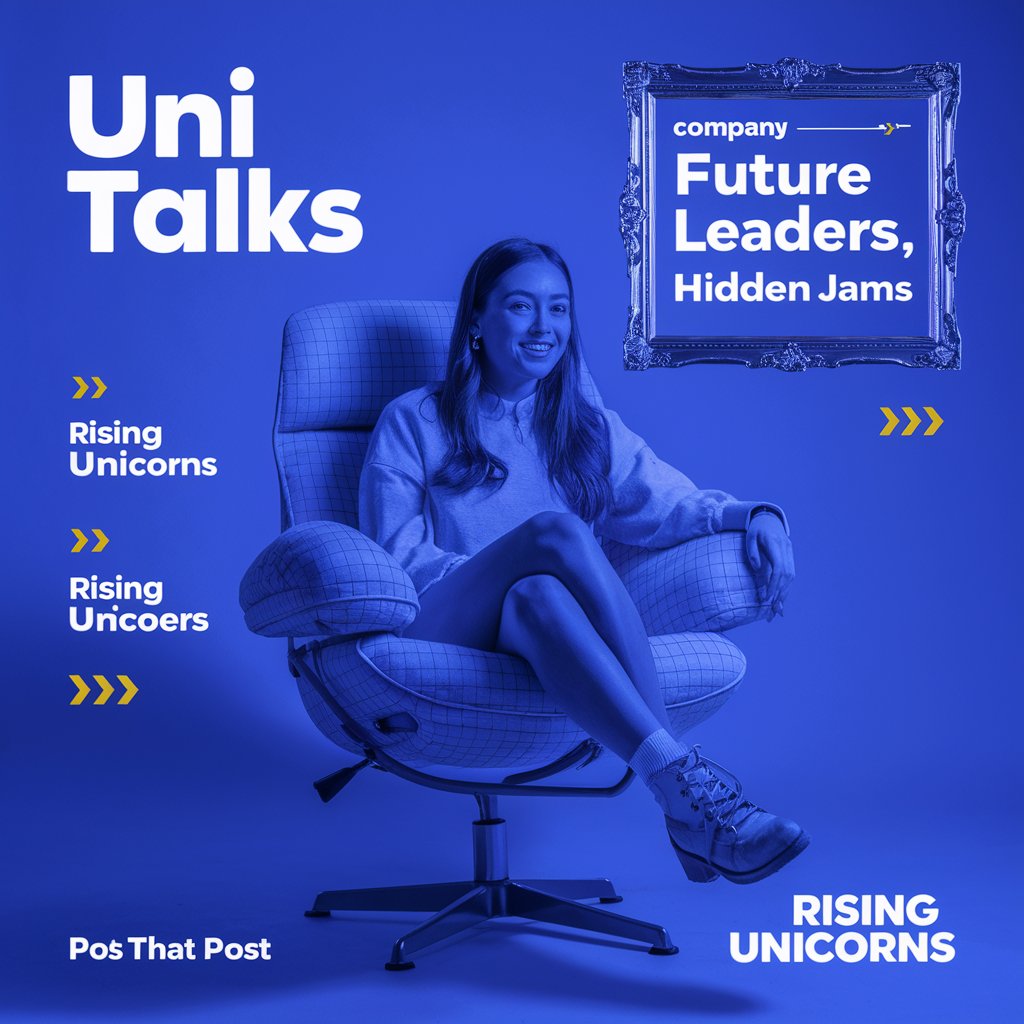 Uni
Talks
company
Future
Leaders,
Hidden Jams
Rising
Unicorns
Rising
Unicoers
Pos That Post
RISING
UNICORNS